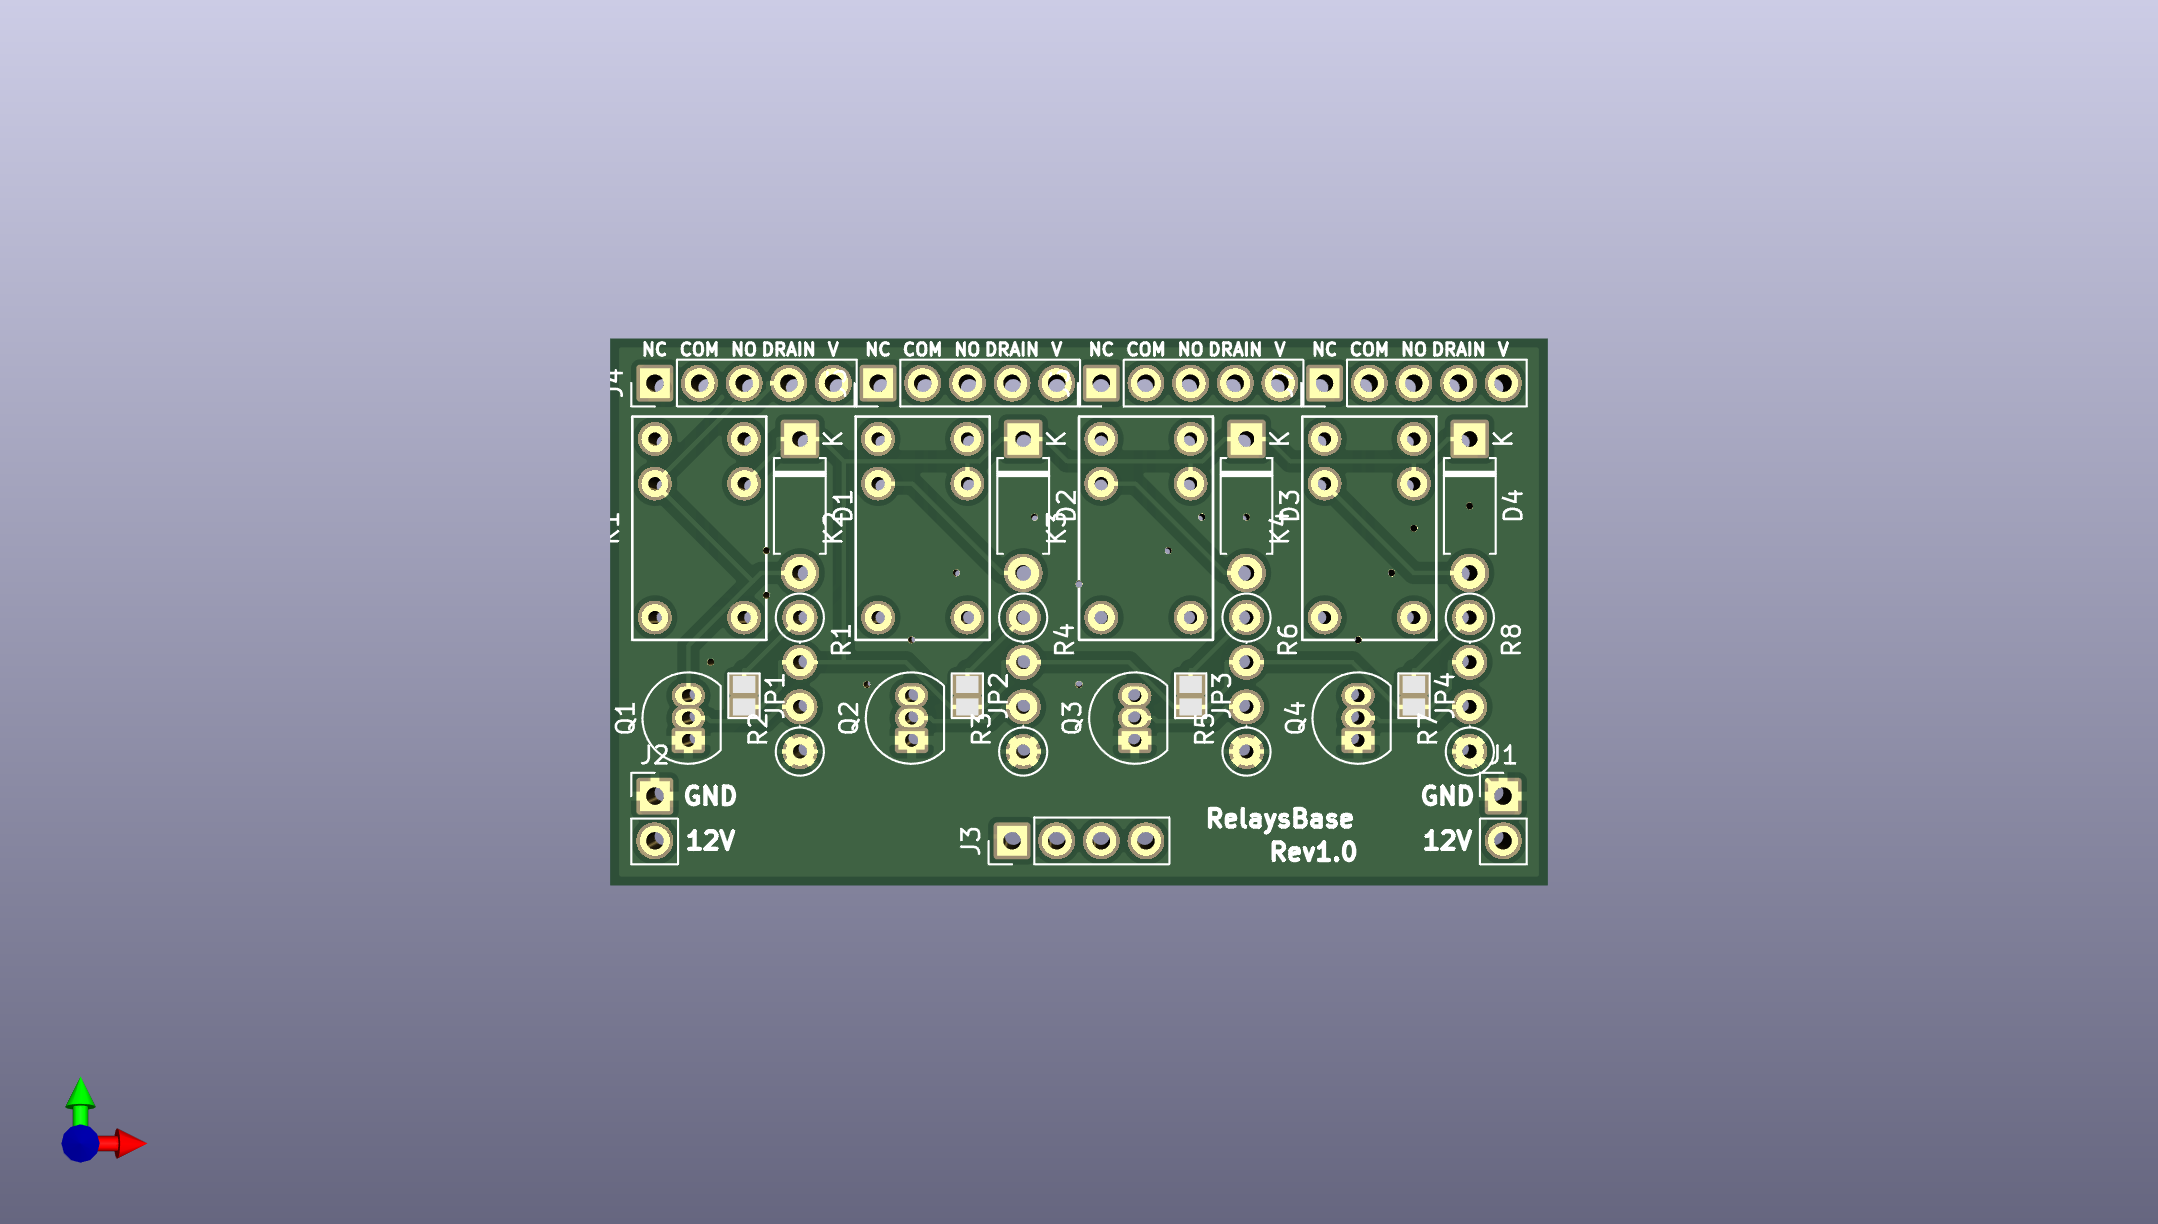 NC COM NO DRAIN V NC COM NO DRAIN V NC COM NO DRAIN V NC COM NO DRAIN V
J4
K K K K
K1 D1 K2 D2 K3 D3 K4 D4
R1 R4 R6 R8
Q1 JP1 R2 Q2 JP2 R3 Q3 JP3 R5 Q4 JP4 R7
J2 J1
GND GND
12V J3 RelaysBase 12V
Rev1.0